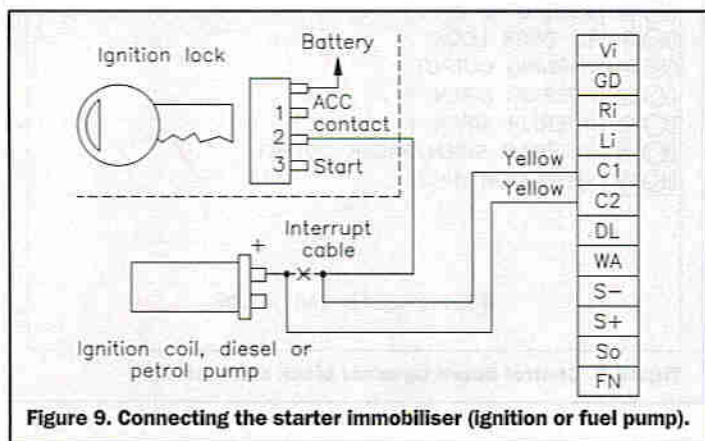 Ignition lock
Battery
1
ACC
contact
2
3
Start
+
Interrupt
cable
Yellow
Yellow
Ignition coil, diesel or
petrol pump
Vi
GD
Ri
Li
C1
C2
DL
WA
S-
S+
So
FN
Figure 9. Connecting the starter immobiliser (ignition or fuel pump).